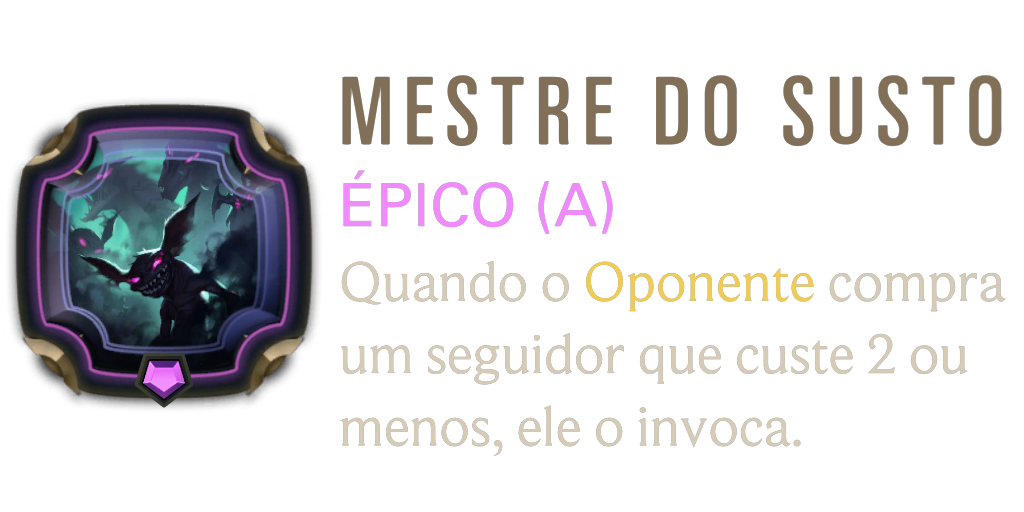 MESTRE DO SUSTO
ÉPICO (A)
Quando o Oponente compra
um seguidor que custe 2 ou
menos, ele o invoca.